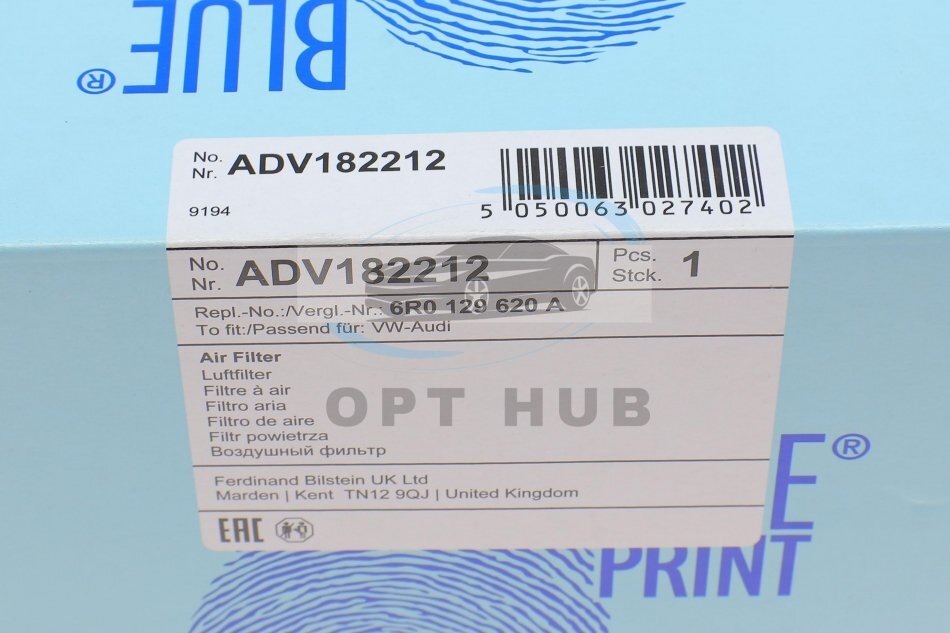 BLUE®
No.
Nr. ADV182212
9194
5 050063 027402
No.
Nr. ADV182212
Pcs.
Stck. 1
Repl.-No.:/Vergl.-Nr.: 6R0 129 620 A
To fit:/Passend für: VW-Audi
Air Filter
Luftfilter
Filtre à air
Filtro aria
Filtro de aire
Filtr powietrza
Воздушный фильтр
OPT HUB
Ferdinand Bilstein UK Ltd
Marden | Kent TN12 9QJ | United Kingdom
EAC
E®
PRINT